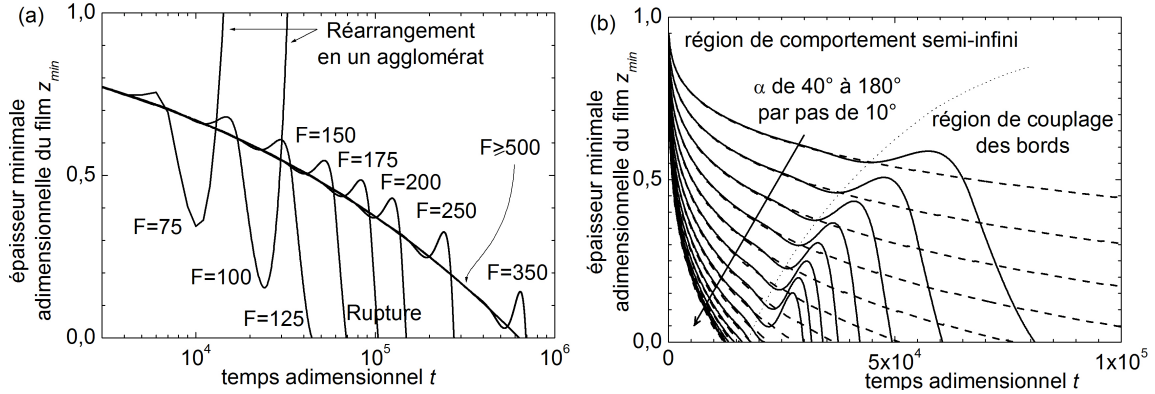 (a)
1,0
0,5
0,0
épaisseur minimale
adimensionnelle du film z_min
Réarrangement
en un agglomérat
F=150
F=175
F=200
F=250
F≥500
F=350
F=75
F=100
F=125
Rupture
10^4
10^5
10^6
temps adimensionnel t
(b)
1,0
0,5
0,0
épaisseur minimale
adimensionnelle du film z_min
région de comportement semi-infini
α de 40° à 180°
par pas de 10°
région de couplage
des bords
0
5x10^4
1x10^5
temps adimensionnel t